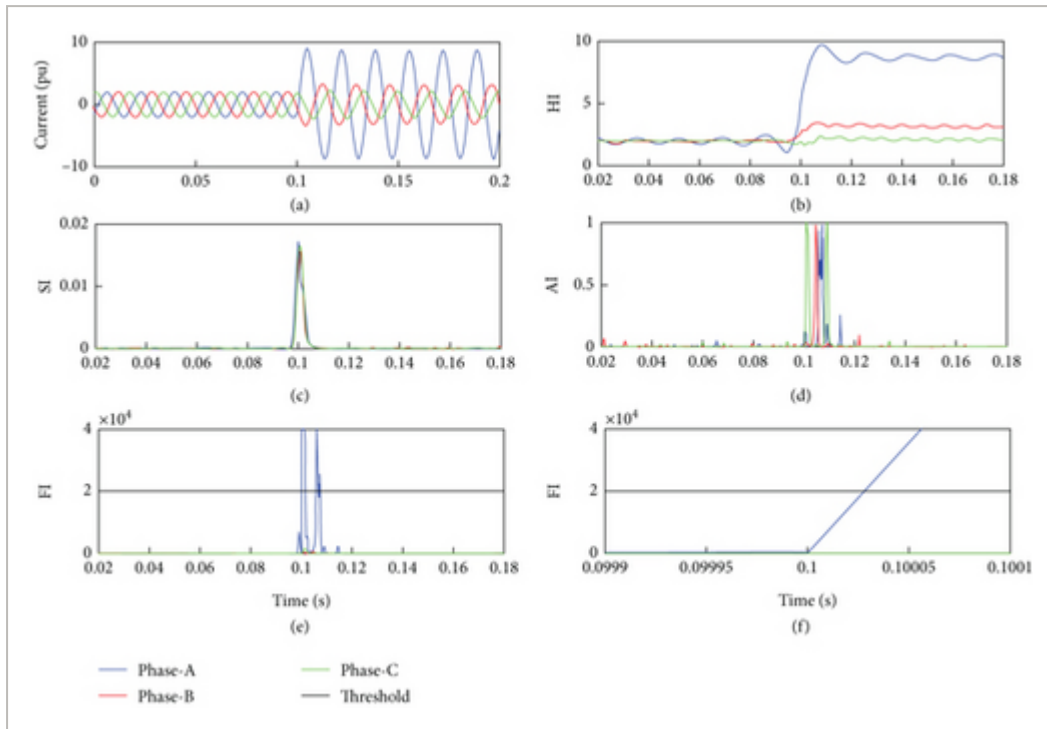 10
0
−10
Current (pu)
0 0.05 0.1 0.15 0.2
(a)
10
5
0
HI
0.02 0.04 0.06 0.08 0.1 0.12 0.14 0.16 0.18
(b)
0.02
0.01
0
SI
0.02 0.04 0.06 0.08 0.1 0.12 0.14 0.16 0.18
(c)
1
0.5
0
AI
0.02 0.04 0.06 0.08 0.1 0.12 0.14 0.16 0.18
(d)
×10⁴
4
2
0
FI
0.02 0.04 0.06 0.08 0.1 0.12 0.14 0.16 0.18
Time (s)
(e)
×10⁴
4
2
0
FI
0.0999 0.09995 0.1 0.10005 0.1001
Time (s)
(f)
Phase-A
Phase-B
Phase-C
Threshold